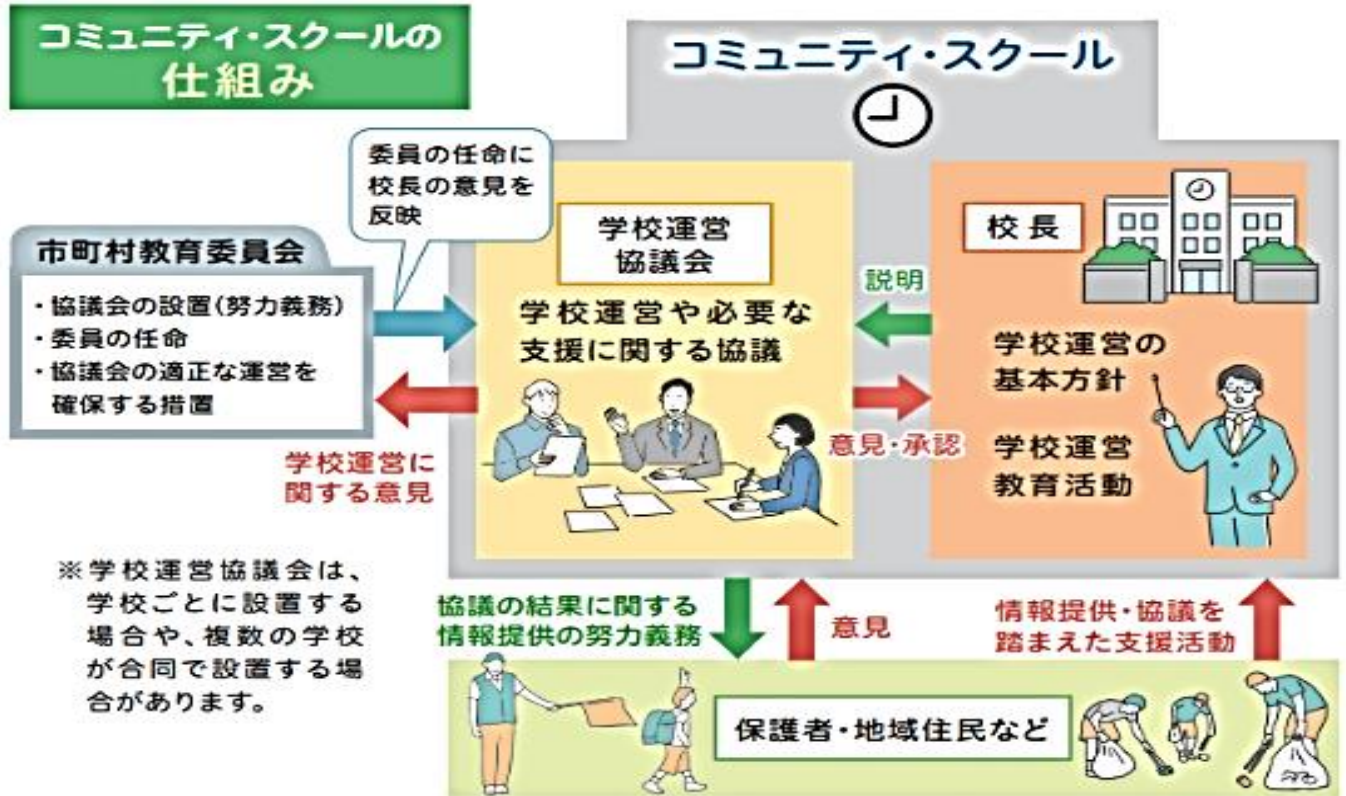 コミュニティ・スクールの
仕組み
コミュニティ・スクール
委員の任命に
校長の意見を
反映
市町村教育委員会
・協議会の設置(努力義務)
・委員の任命
・協議会の適正な運営を
確保する措置
学校運営に
関する意見
学校運営
協議会
学校運営や必要な
支援に関する協議
説明
意見・承認
校長
学校運営の
基本方針
学校運営
教育活動
※学校運営協議会は、
学校ごとに設置する
場合や、複数の学校
が合同で設置する場
合があります。
協議の結果に関する
情報提供の努力義務
意見
情報提供・協議を
踏まえた支援活動
保護者・地域住民など